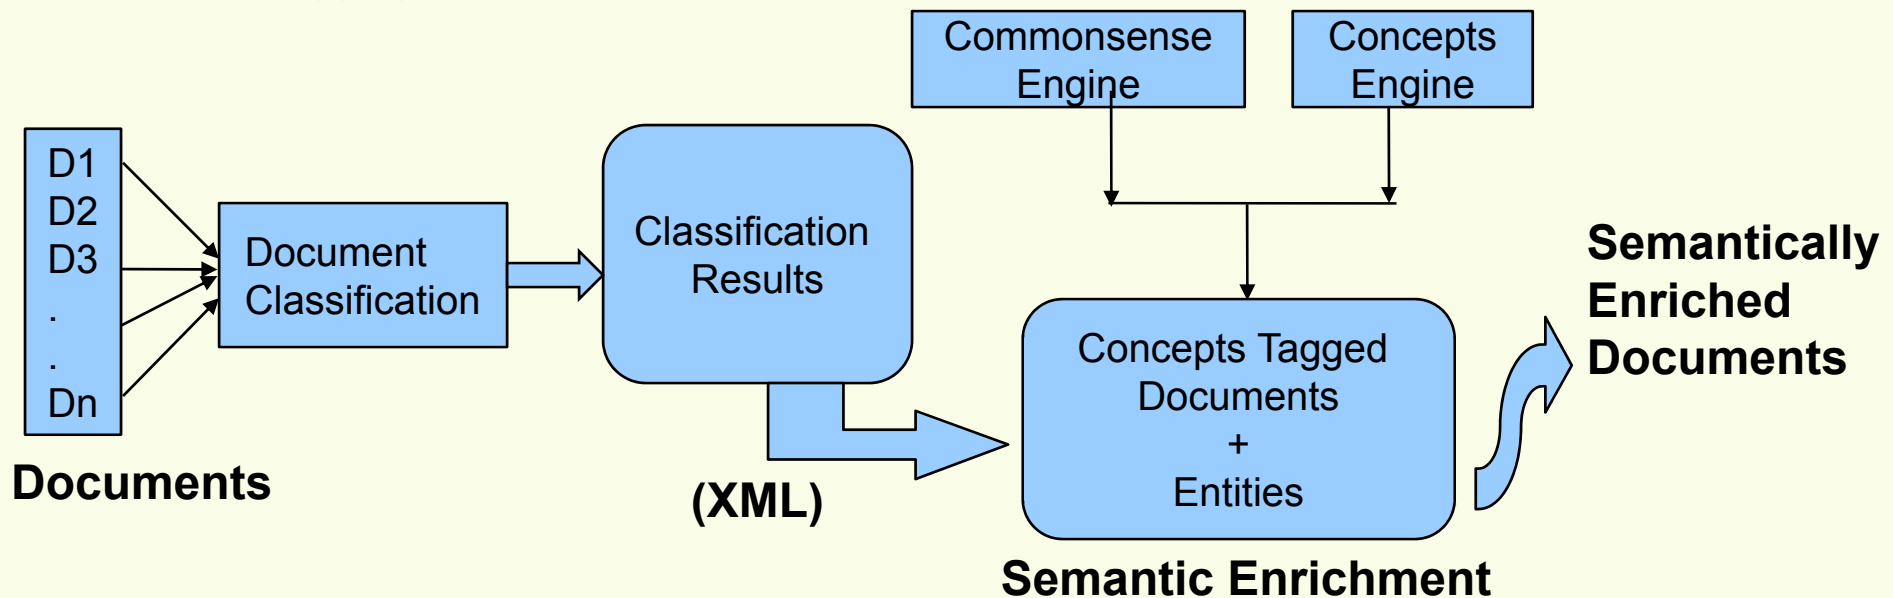 Commonsense
Engine
Concepts
Engine
D1
D2
D3
.
.
Dn
Documents
Document
Classification
Classification
Results
(XML)
Concepts Tagged
Documents
+
Entities
Semantic Enrichment
Semantically
Enriched
Documents